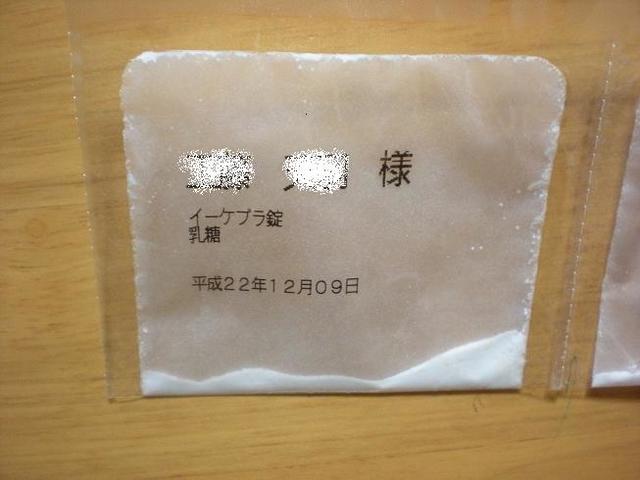 様
イーケプラ錠
乳糖
平成22年12月09日